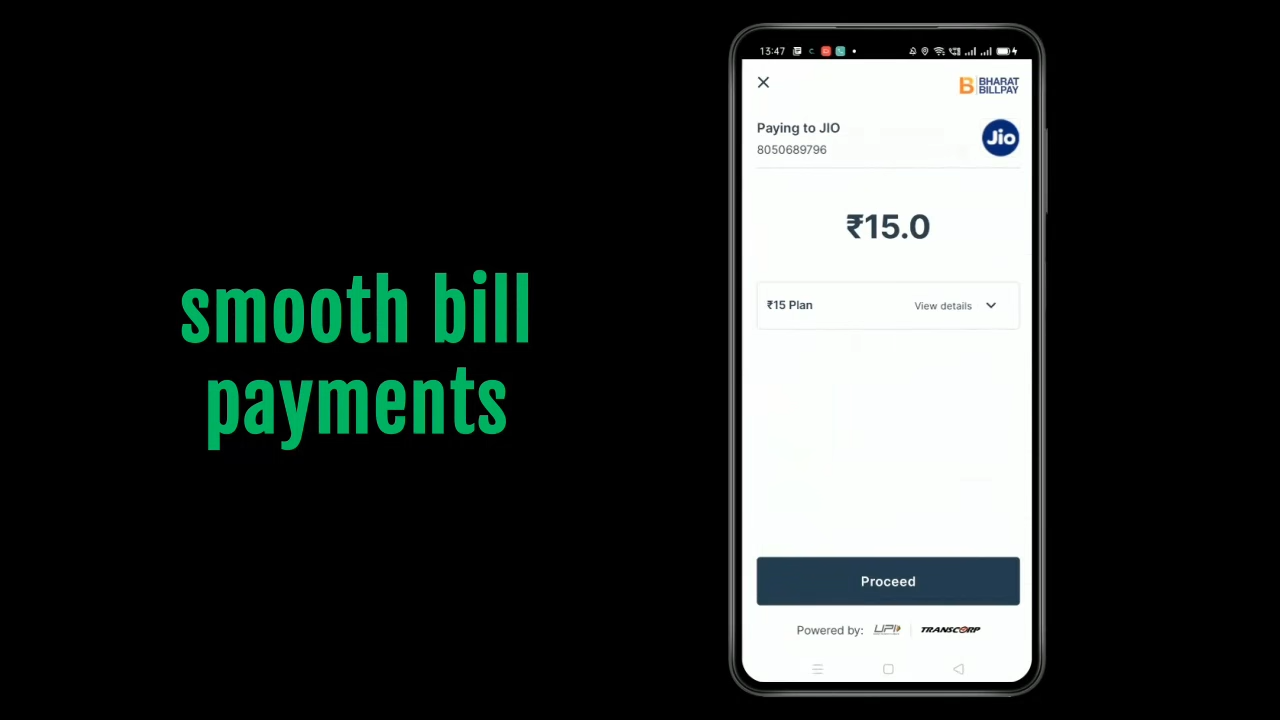 smooth bill
payments
13:47
BHARAT
BILLPAY
Paying to JIO
8050689796
Jio
₹15.0
₹15 Plan
View details
Proceed
Powered by: UPI TRANSCORP